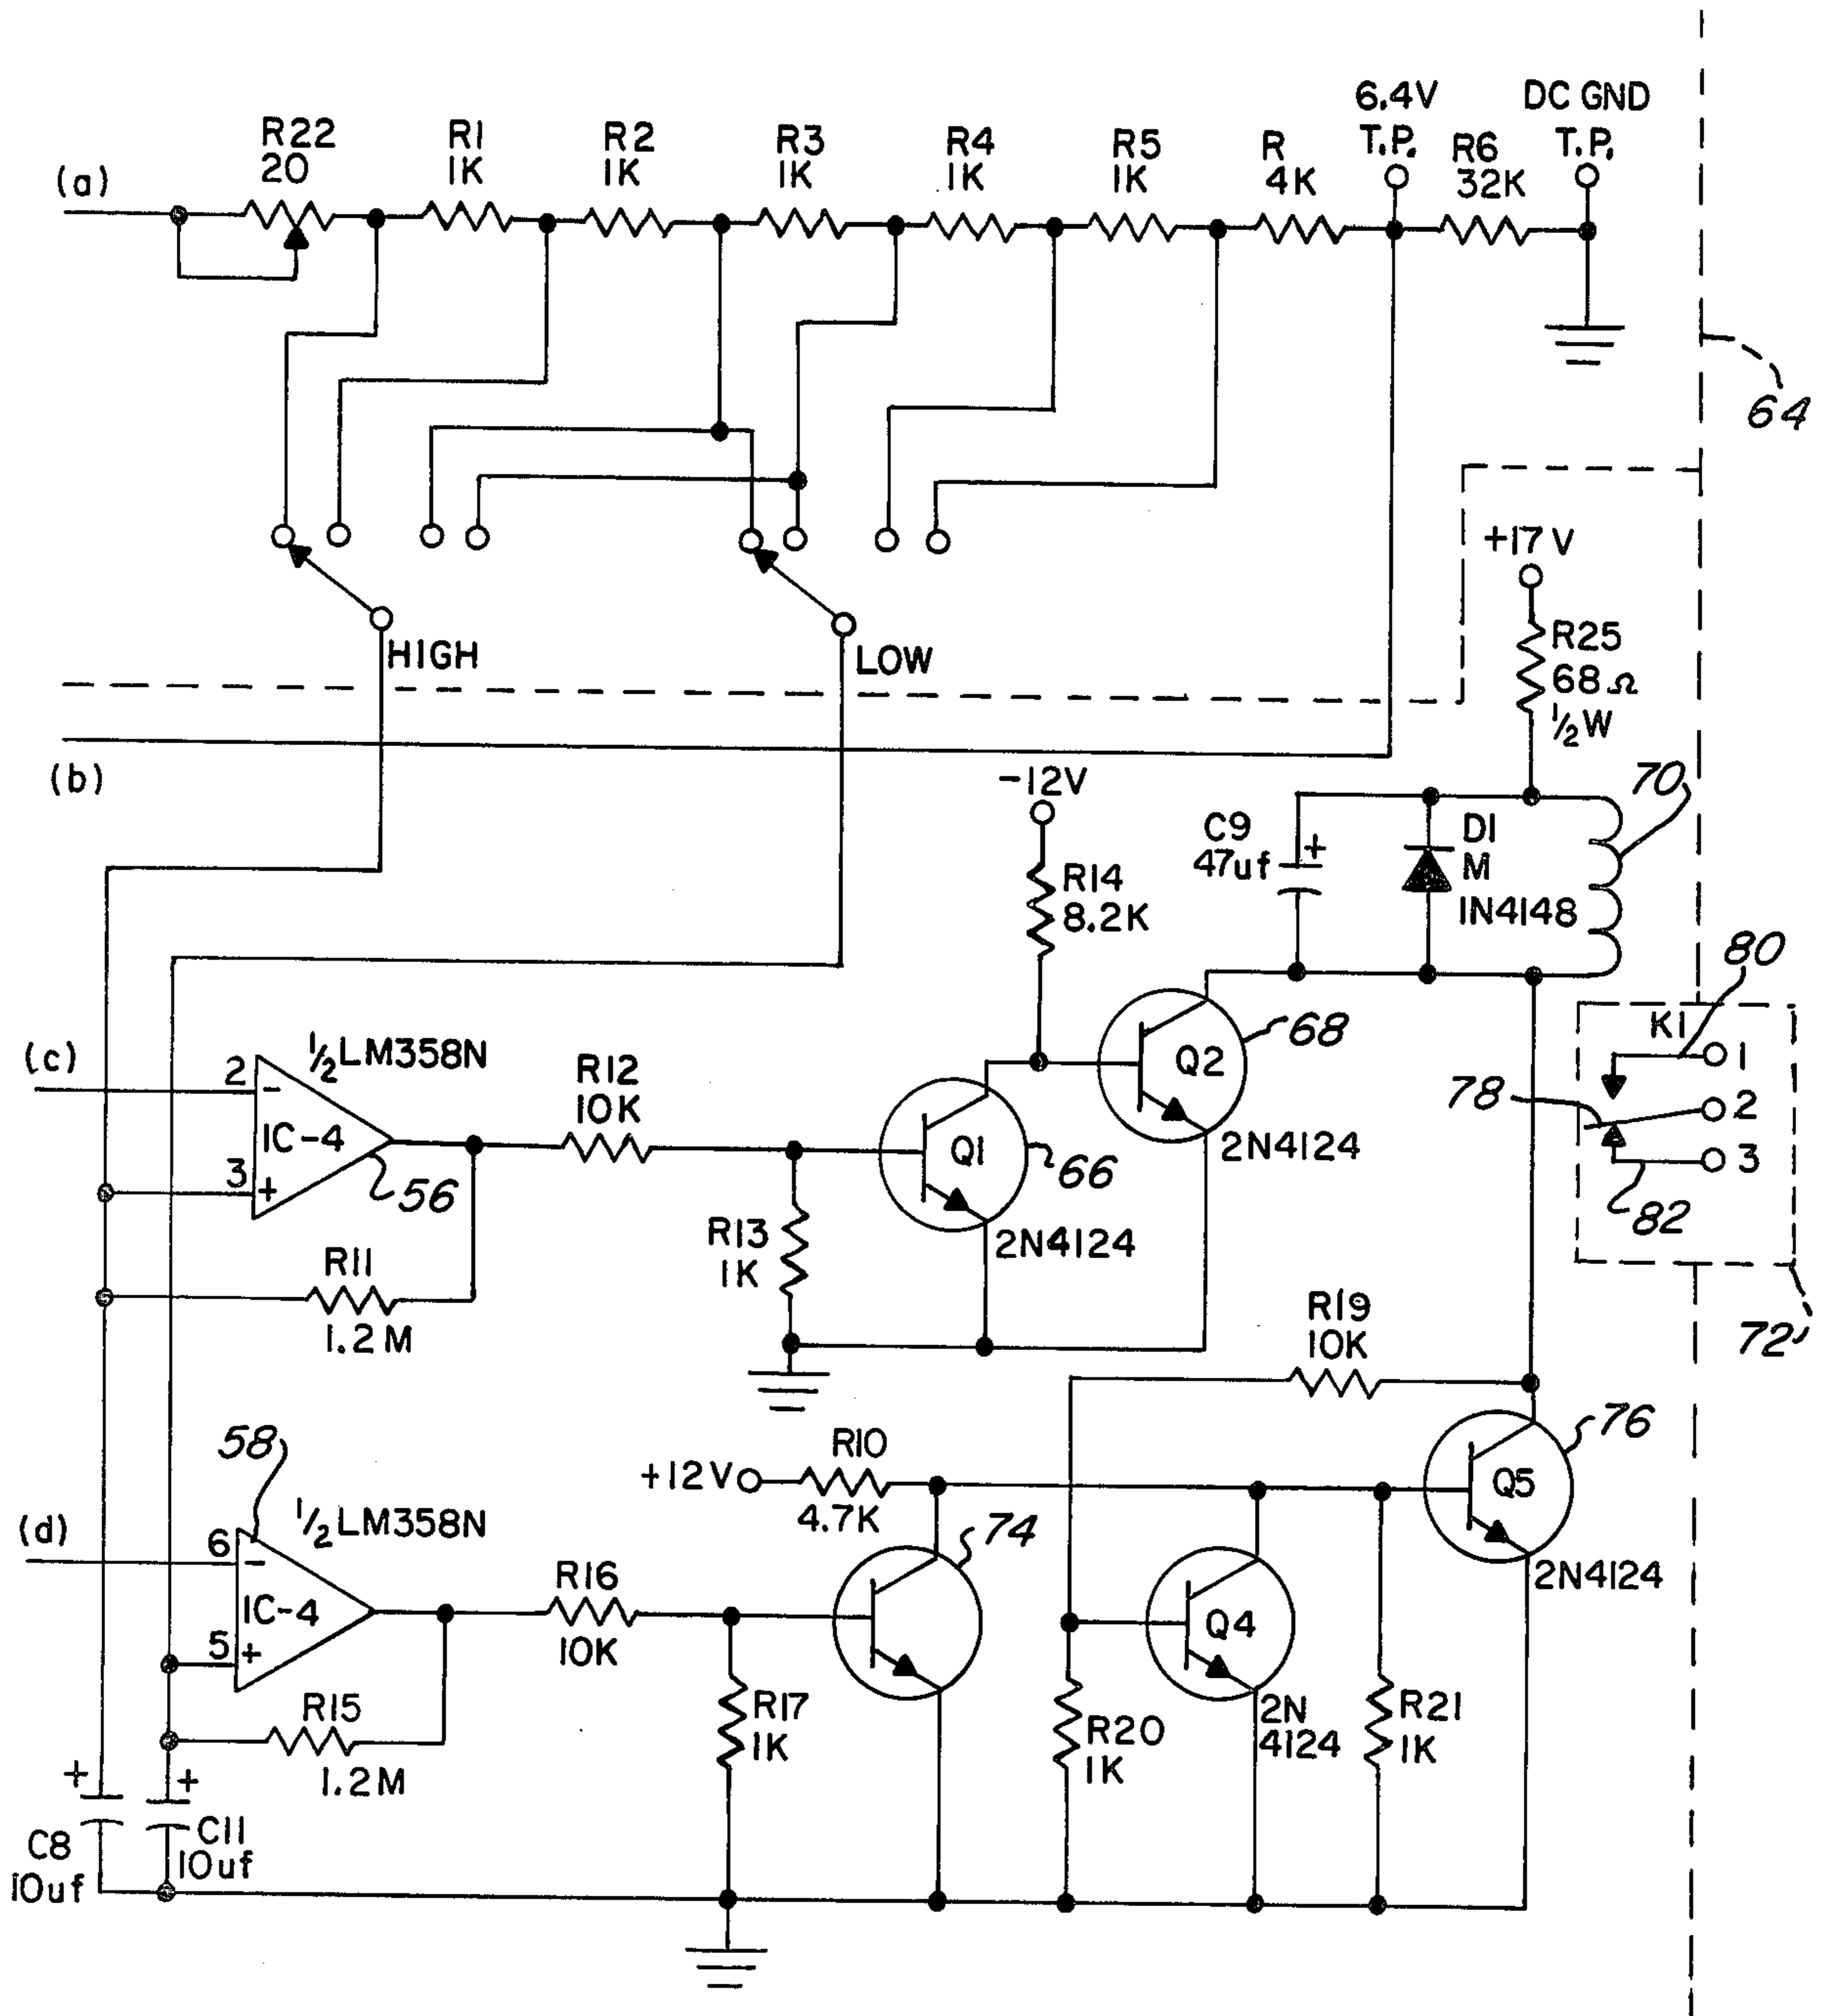 6.4V DC GND
R22 R1 R2 R3 R4 R5 R T.P. R6 T.P.
(a) 20 1K 1K 1K 1K 1K 4K 32K
64
+17V
HIGH LOW R25
68Ω
½W
(b) -12V 70
C9 + D1
47uf M
R14 1N4148
8.2K
80
K1
68 1
(c) 2 - ½LM358N R12 Q2 78 2
10K
IC-4 Q1 2N4124 3
3 + 56 66 82
R13 2N4124
R11 1K
R19 72
1.2M 10K
76
58 R10
+12V Q5
½LM358N 4.7K 74
(d) 6 - 2N4124
R16
IC-4 Q4
5 + 10K
R15 R17 R20 2N R21
1K 1K 4124 1K
1.2M
+ +
C8 C11
10uf 10uf